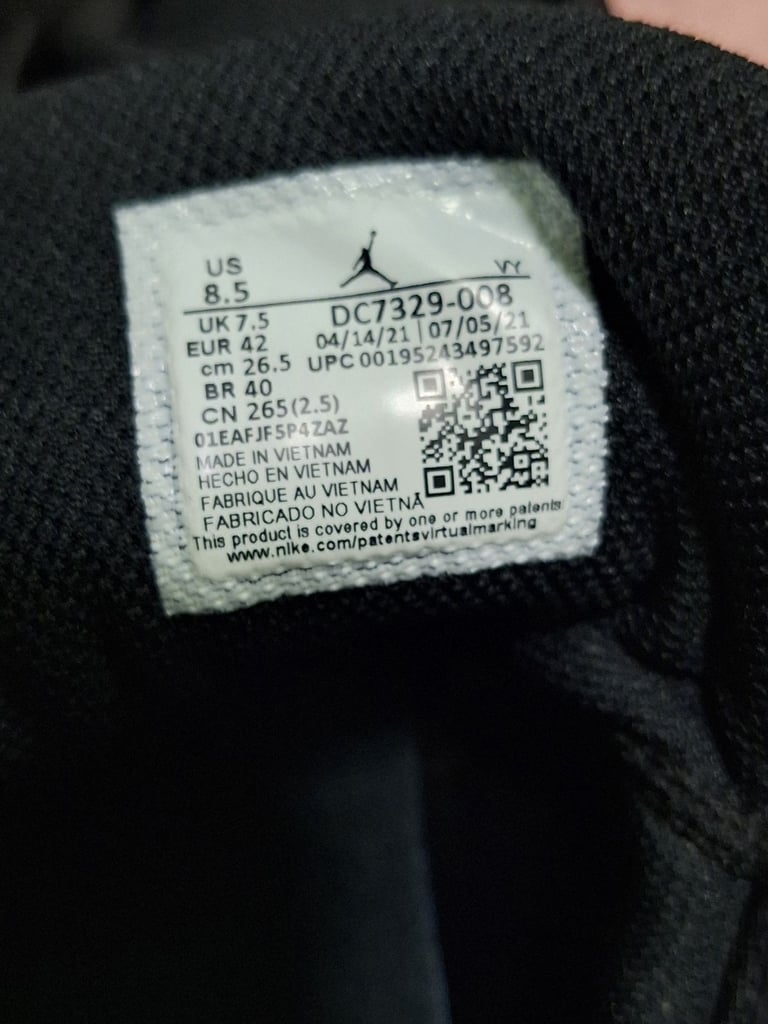 US VY
8.5 DC7329-008
UK 7.5 04/14/21 | 07/05/21
EUR 42 UPC 00195243497592
cm 26.5
BR 40
CN 265(2.5)
01EAFJF5P4ZAZ
MADE IN VIETNAM
HECHO EN VIETNAM
FABRIQUE AU VIETNAM
FABRICADO NO VIETNÃ
This product is covered by one or more patents
www.nike.com/patentsvirtualmarking